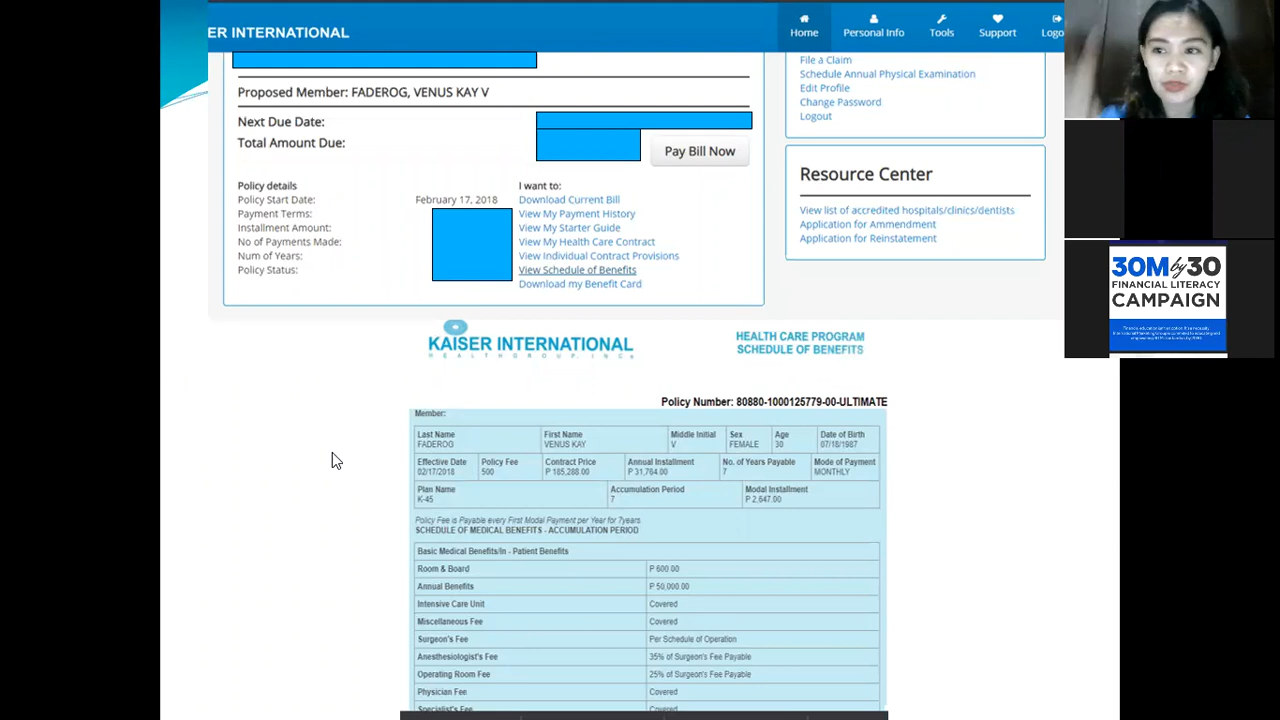 SER INTERNATIONAL
Home
Personal Info
Tools
Support
Logo
Proposed Member: FADEROG, VENUS KAY V
Next Due Date:
Total Amount Due:
Pay Bill Now
Policy details
Policy Start Date: February 17, 2018
Payment Terms:
Installment Amount:
No of Payments Made:
Num of Years:
Policy Status:
I want to:
Download Current Bill
View My Payment History
View My Starter Guide
View My Health Care Contract
View Individual Contract Provisions
View Schedule of Benefits
Download my Benefit Card
File a Claim
Schedule Annual Physical Examination
Edit Profile
Change Password
Logout
Resource Center
View list of accredited hospitals/clinics/dentists
Application for Ammendment
Application for Reinstatement
30M by 30
FINANCIAL LITERACY
CAMPAIGN
KAISER INTERNATIONAL
HEALTHGROUP, INC.
HEALTH CARE PROGRAM
SCHEDULE OF BENEFITS
Policy Number: 80880-1000125779-00-ULTIMATE
Member:
Last Name First Name Middle Initial Sex Age Date of Birth
FADEROG VENUS KAY V FEMALE 30 07/18/1987
Effective Date Policy Fee Contract Price Annual Installment No. of Years Payable Mode of Payment
02/17/2018 500 P 185,288.00 P 31,764.00 7 MONTHLY
Plan Name Accumulation Period Modal Installment
K-45 7 P 2,647.00
Policy Fee is Payable every First Modal Payment per Year for 7years.
SCHEDULE OF MEDICAL BENEFITS - ACCUMULATION PERIOD
Basic Medical Benefits/In - Patient Benefits
Room & Board P 600.00
Annual Benefits P 50,000.00
Intensive Care Unit Covered
Miscellaneous Fee Covered
Surgeon's Fee Per Schedule of Operation
Anesthesiologist's Fee 35% of Surgeon's Fee Payable
Operating Room Fee 25% of Surgeon's Fee Payable
Physician Fee Covered
Specialist's Fee Covered